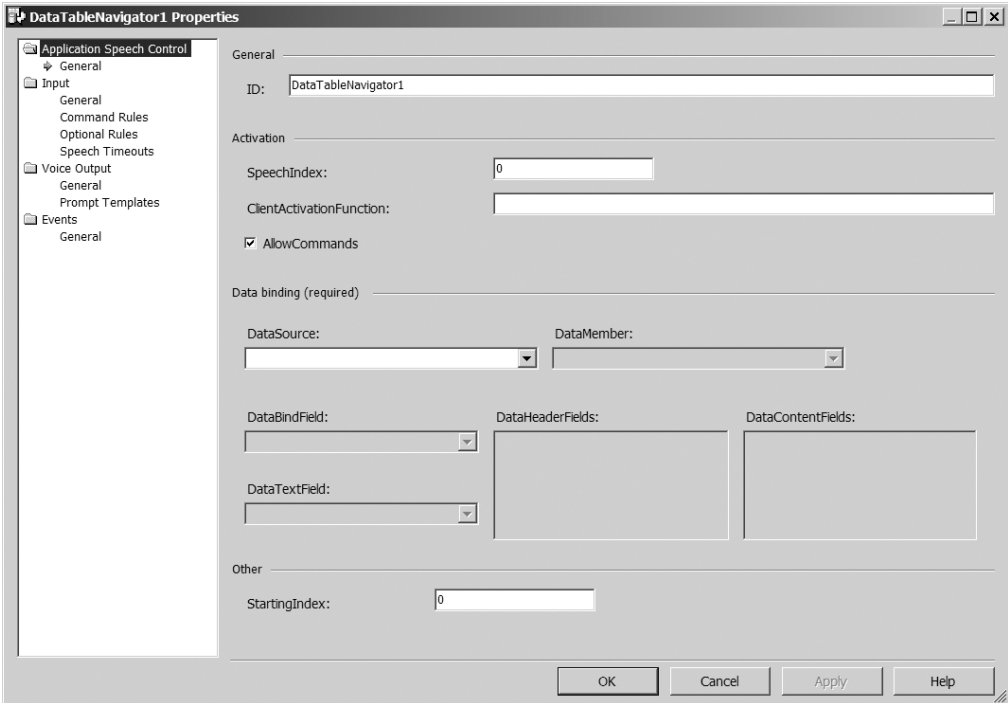 DataTableNavigator1 Properties
Application Speech Control
General
Input
General
Command Rules
Optional Rules
Speech Timeouts
Voice Output
General
Prompt Templates
Events
General
General
ID: DataTableNavigator1
Activation
SpeechIndex: 0
ClientActivationFunction:
AllowCommands
Data binding (required)
DataSource: DataMember:
DataBindField: DataHeaderFields: DataContentFields:
DataTextField:
Other
StartingIndex: 0
OK Cancel Apply Help